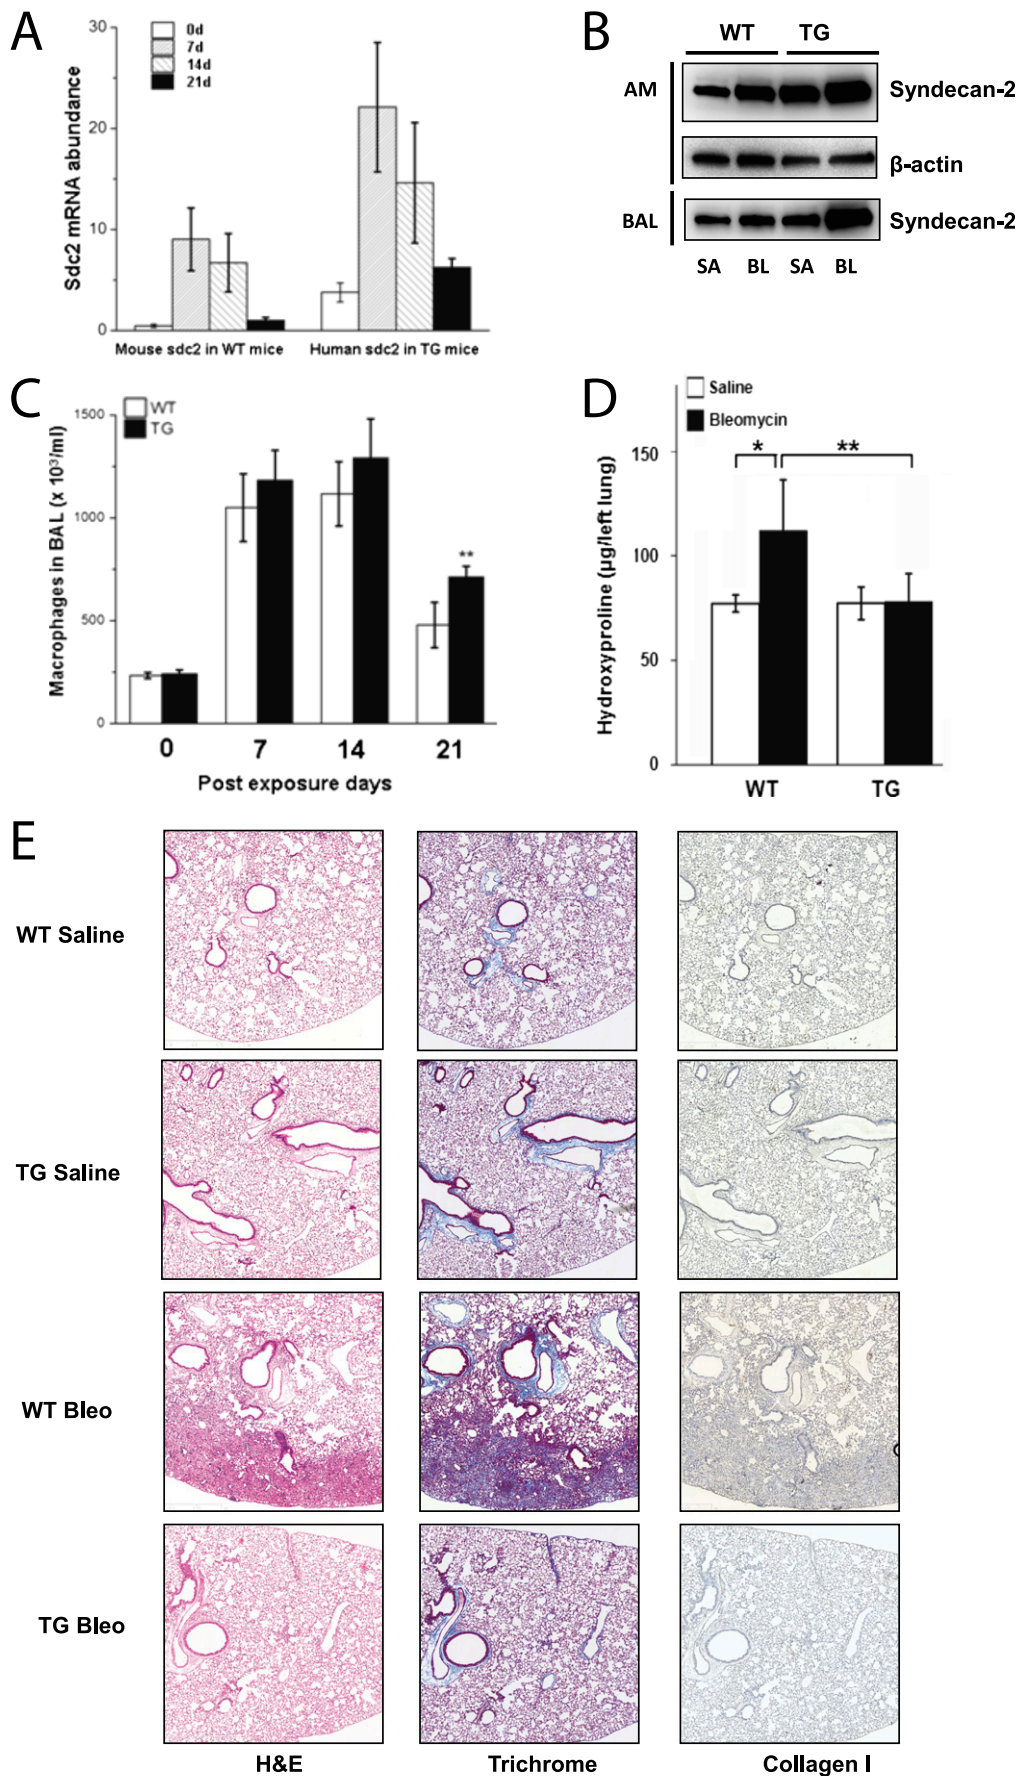 A
0d
7d
14d
21d
Sdc2 mRNA abundance
30
20
10
0
Mouse sdc2 in WT mice
Human sdc2 in TG mice
B
WT
TG
AM
Syndecan-2
β-actin
BAL
Syndecan-2
SA
BL
SA
BL
C
WT
TG
Macrophages in BAL (x 10³/ml)
1500
1000
500
0
**
0
7
14
21
Post exposure days
D
Saline
Bleomycin
Hydroxyproline (µg/left lung)
150
100
50
0
*
**
WT
TG
E
WT Saline
TG Saline
WT Bleo
TG Bleo
H&E
Trichrome
Collagen I